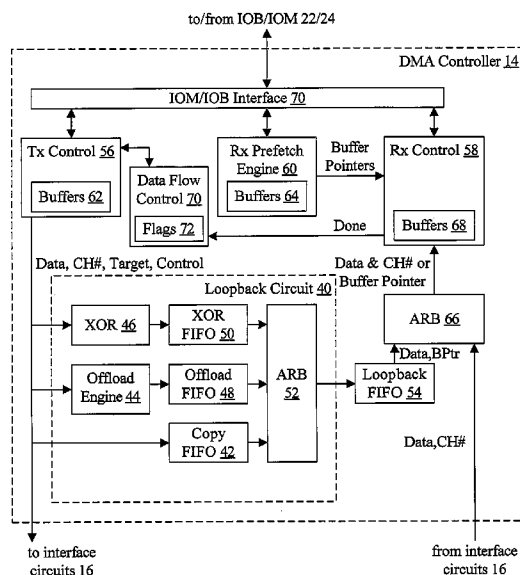 to/from IOB/IOM 22/24
DMA Controller 14
IOM/IOB Interface 70
Tx Control 56
Buffers 62
Data Flow
Control
70
Flags 72
Rx Prefetch
Engine
60
Buffers 64
Buffer
Pointers
Rx Control 58
Buffers 68
Done
Data, CH#, Target, Control
Data & CH# or
Buffer Pointer
Loopback Circuit 40
XOR 46
XOR
FIFO 50
Offload
Engine 44
Offload
FIFO 48
Copy
FIFO 42
ARB
52
Loopback
FIFO 54
Data,BPtr
ARB 66
Data,CH#
to interface
circuits 16
from interface
circuits 16